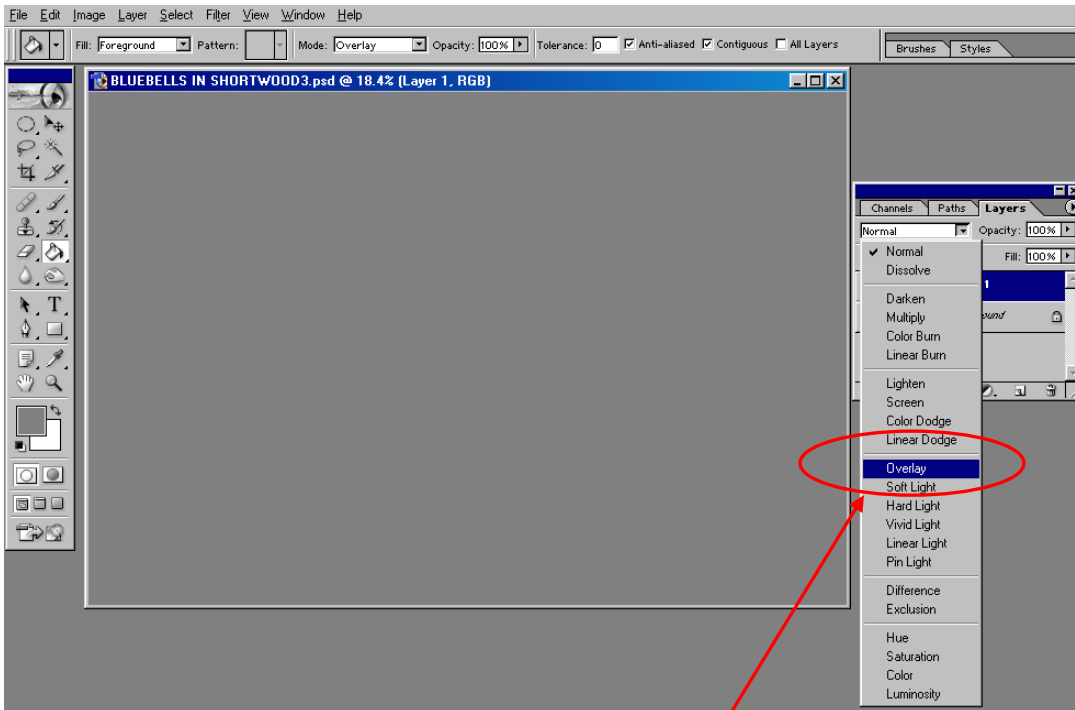 File Edit Image Layer Select Filter View Window Help
Fill: Foreground Pattern: Mode: Overlay Opacity: 100% Tolerance: 0 Anti-aliased Contiguous All Layers Brushes Styles
BLUEBELLS IN SHORTWOOD3.psd @ 18.4% (Layer 1, RGB)
T
Channels Paths Layers
Normal Opacity: 100%
Normal Fill: 100%
Dissolve
1
Darken
Multiply ound
Color Burn
Linear Burn
Lighten
Screen
Color Dodge
Linear Dodge
Overlay
Soft Light
Hard Light
Vivid Light
Linear Light
Pin Light
Difference
Exclusion
Hue
Saturation
Color
Luminosity